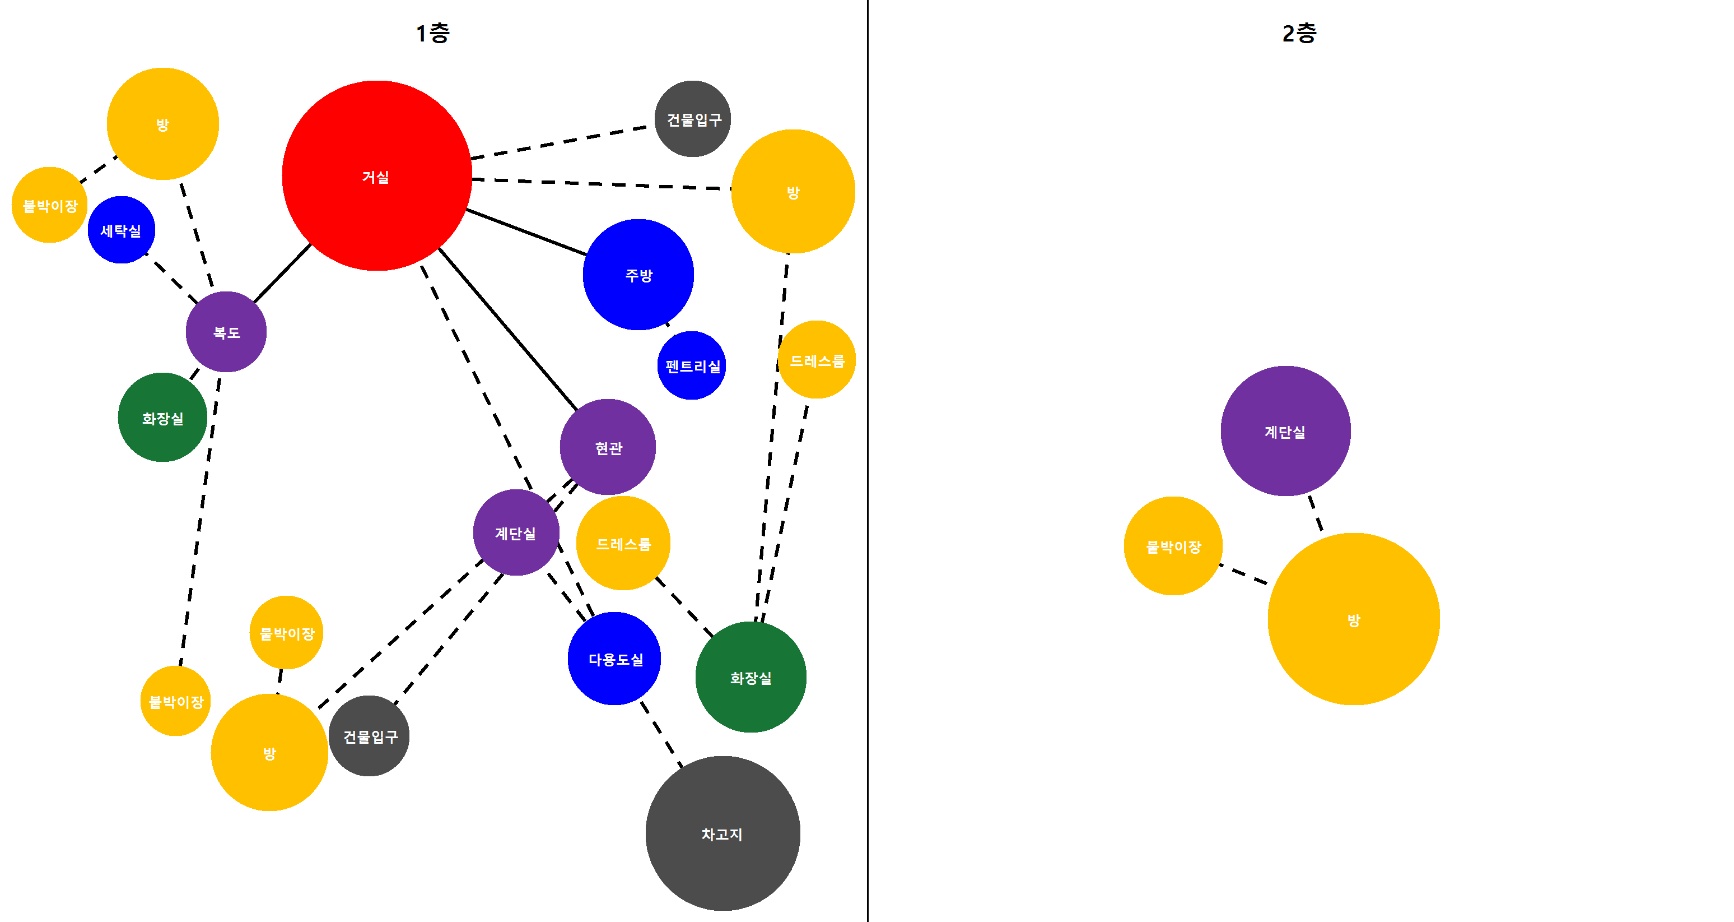 1층
방
붙박이장
세탁실
거실
건물입구
방
복도
주방
펜트리실
드레스룸
화장실
현관
계단실
드레스룸
다용도실
화장실
붙박이장
붙박이장
방
건물입구
차고지
2층
계단실
붙박이장
방